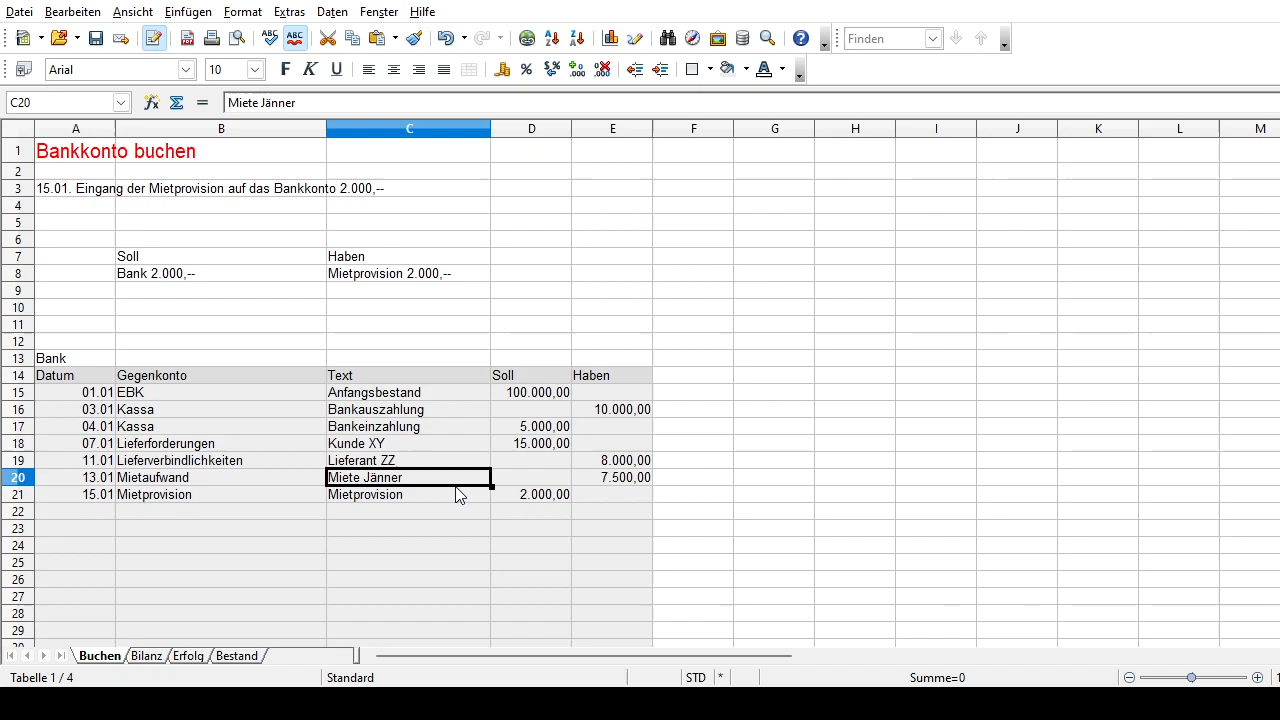 Datei Bearbeiten Ansicht Einfügen Format Extras Daten Fenster Hilfe
Finden
Arial 10 F K U
C20 Miete Jänner
A B C D E F G H I J K L M
1 Bankkonto buchen
2
3 15.01. Eingang der Mietprovision auf das Bankkonto 2.000,--
4
5
6
7 Soll Haben
8 Bank 2.000,-- Mietprovision 2.000,--
9
10
11
12
13 Bank
14 Datum Gegenkonto Text Soll Haben
15 01.01 EBK Anfangsbestand 100.000,00
16 03.01 Kassa Bankauszahlung 10.000,00
17 04.01 Kassa Bankeinzahlung 5.000,00
18 07.01 Lieferforderungen Kunde XY 15.000,00
19 11.01 Lieferverbindlichkeiten Lieferant ZZ 8.000,00
20 13.01 Mietaufwand Miete Jänner 7.500,00
21 15.01 Mietprovision Mietprovision 2.000,00
22
23
24
25
26
27
28
29
Buchen Bilanz Erfolg Bestand
Tabelle 1 / 4 Standard STD * Summe=0